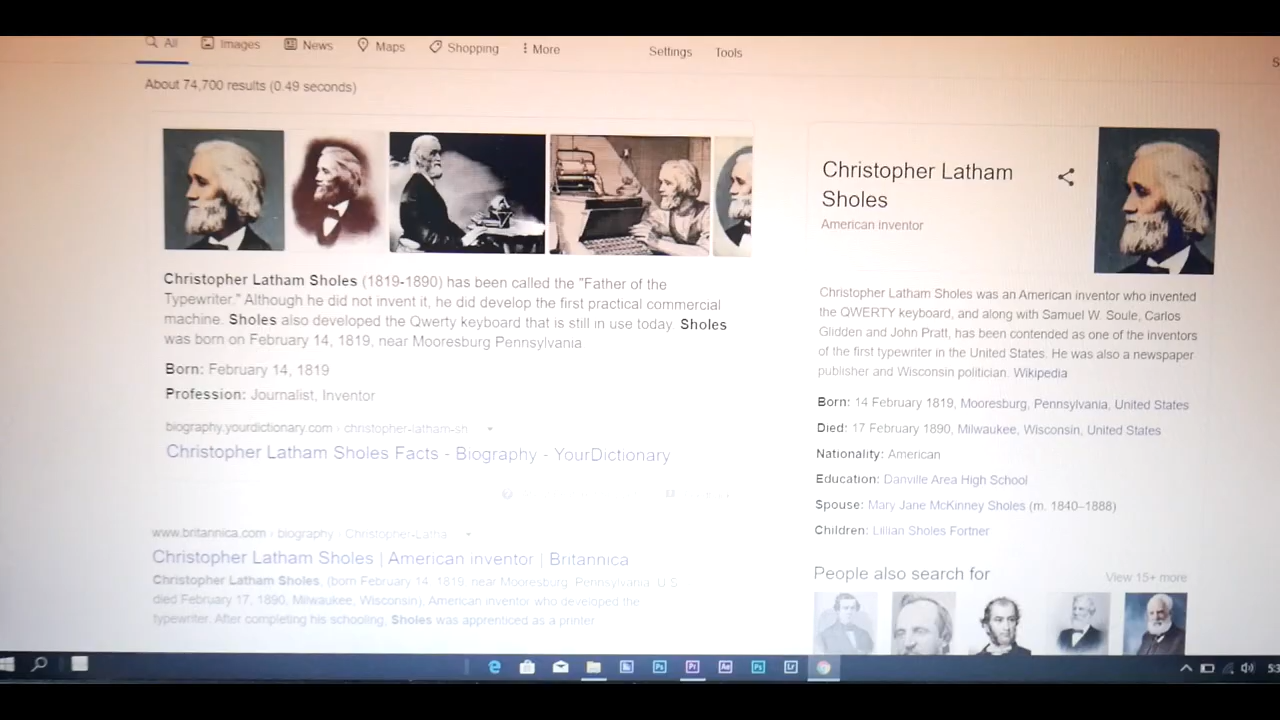 All
Images
News
Maps
Shopping
More
Settings
Tools
About 74,700 results (0.49 seconds)
Christopher Latham Sholes (1819-1890) has been called the "Father of the
Typewriter." Although he did not invent it, he did develop the first practical commercial
machine. Sholes also developed the Qwerty keyboard that is still in use today. Sholes
was born on February 14, 1819, near Mooresburg Pennsylvania
Born: February 14, 1819
Profession: Journalist, Inventor
biography.yourdictionary.com › christopher-latham-sh
Christopher Latham Sholes Facts - Biography - YourDictionary
www.britannica.com › biography › Christopher-Latha
Christopher Latham Sholes | American inventor | Britannica
Christopher Latham Sholes, (born February 14, 1819, near Mooresburg, Pennsylvania, U.S.
died February 17, 1890, Milwaukee, Wisconsin), American inventor who developed the
typewriter. After completing his schooling, Sholes was apprenticed as a printer
Christopher Latham
Sholes
American inventor
Christopher Latham Sholes was an American inventor who invented
the QWERTY keyboard, and along with Samuel W. Soule, Carlos
Glidden and John Pratt, has been contended as one of the inventors
of the first typewriter in the United States. He was also a newspaper
publisher and Wisconsin politician. Wikipedia
Born: 14 February 1819, Mooresburg, Pennsylvania, United States
Died: 17 February 1890, Milwaukee, Wisconsin, United States
Nationality: American
Education: Danville Area High School
Spouse: Mary Jane McKinney Sholes (m. 1840–1888)
Children: Lillian Sholes Fortner
People also search for
View 15+ more
Ps
Pr
Ae
Ps
Lr